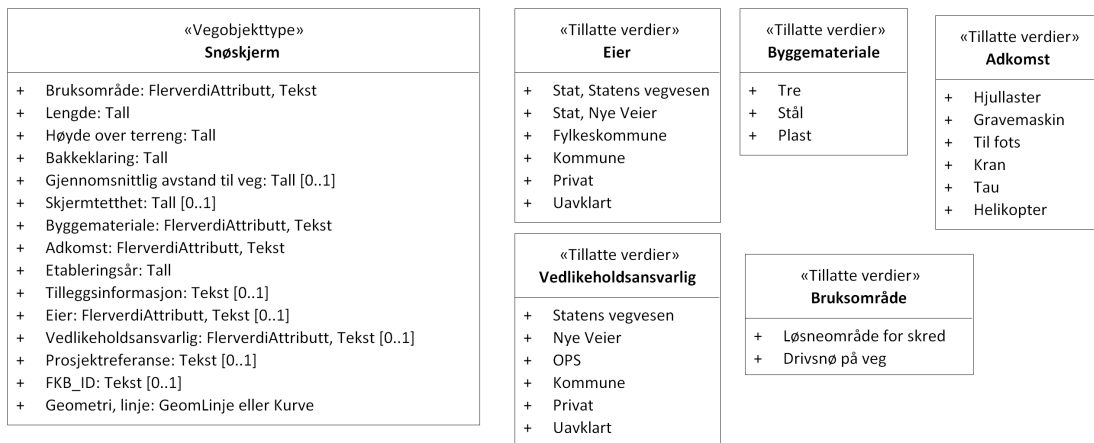 «Vegobjekttype»
Snøskjerm
+ Bruksområde: FlerverdiAttributt, Tekst
+ Lengde: Tall
+ Høyde over terreng: Tall
+ Bakkeklaring: Tall
+ Gjennomsnittlig avstand til veg: Tall [0..1]
+ Skjermtetthet: Tall [0..1]
+ Byggemateriale: FlerverdiAttributt, Tekst
+ Adkomst: FlerverdiAttributt, Tekst
+ Etableringsår: Tall
+ Tilleggsinformasjon: Tekst [0..1]
+ Eier: FlerverdiAttributt, Tekst [0..1]
+ Vedlikeholdsansvarlig: FlerverdiAttributt, Tekst [0..1]
+ Prosjektreferanse: Tekst [0..1]
+ FKB_ID: Tekst [0..1]
+ Geometri, linje: GeomLinje eller Kurve
«Tillatte verdier»
Eier
+ Stat, Statens vegvesen
+ Stat, Nye Veier
+ Fylkeskommune
+ Kommune
+ Privat
+ Uavklart
«Tillatte verdier»
Vedlikeholdsansvarlig
+ Statens vegvesen
+ Nye Veier
+ OPS
+ Kommune
+ Privat
+ Uavklart
«Tillatte verdier»
Byggemateriale
+ Tre
+ Stål
+ Plast
«Tillatte verdier»
Adkomst
+ Hjullaster
+ Gravemaskin
+ Til fots
+ Kran
+ Tau
+ Helikopter
«Tillatte verdier»
Bruksområde
+ Løsneområde for skred
+ Drivsnø på veg